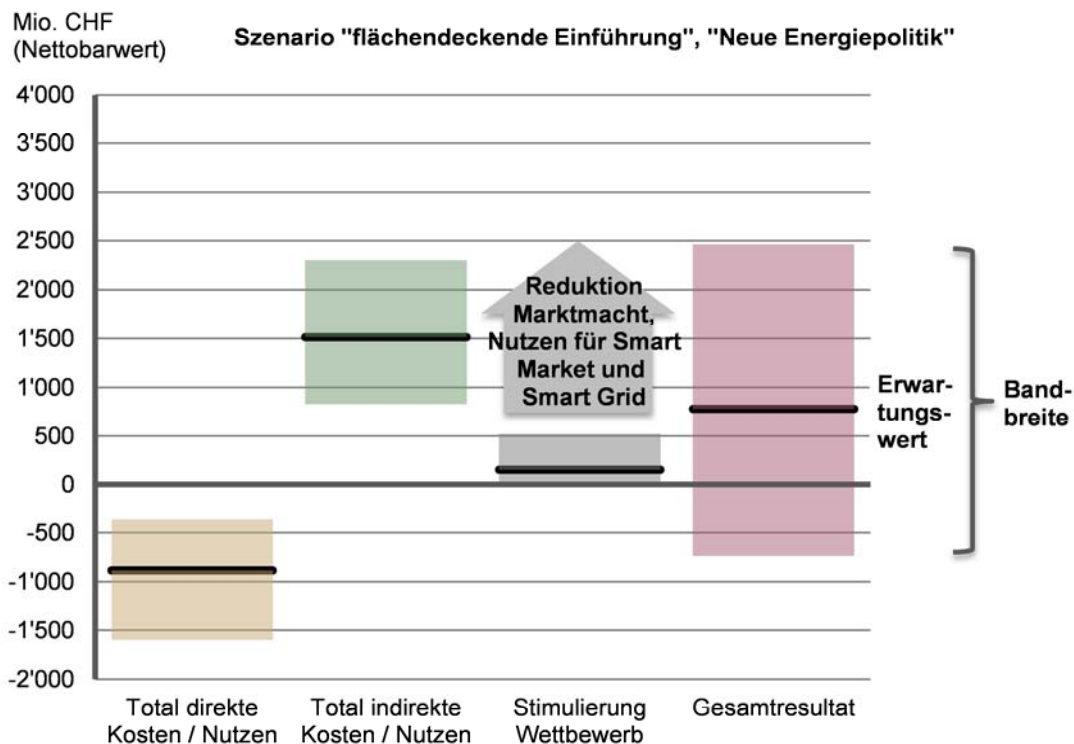 Mio. CHF
(Nettobarwert)
Szenario "flächendeckende Einführung", "Neue Energiepolitik"
4'000
3'500
3'000
2'500
2'000
1'500
1'000
500
0
-500
-1'000
-1'500
-2'000
Reduktion
Marktmacht,
Nutzen für Smart
Market und
Smart Grid
Erwar-
tungs-
wert
Band-
breite
Total direkte
Kosten / Nutzen
Total indirekte
Kosten / Nutzen
Stimulierung
Wettbewerb
Gesamtresultat